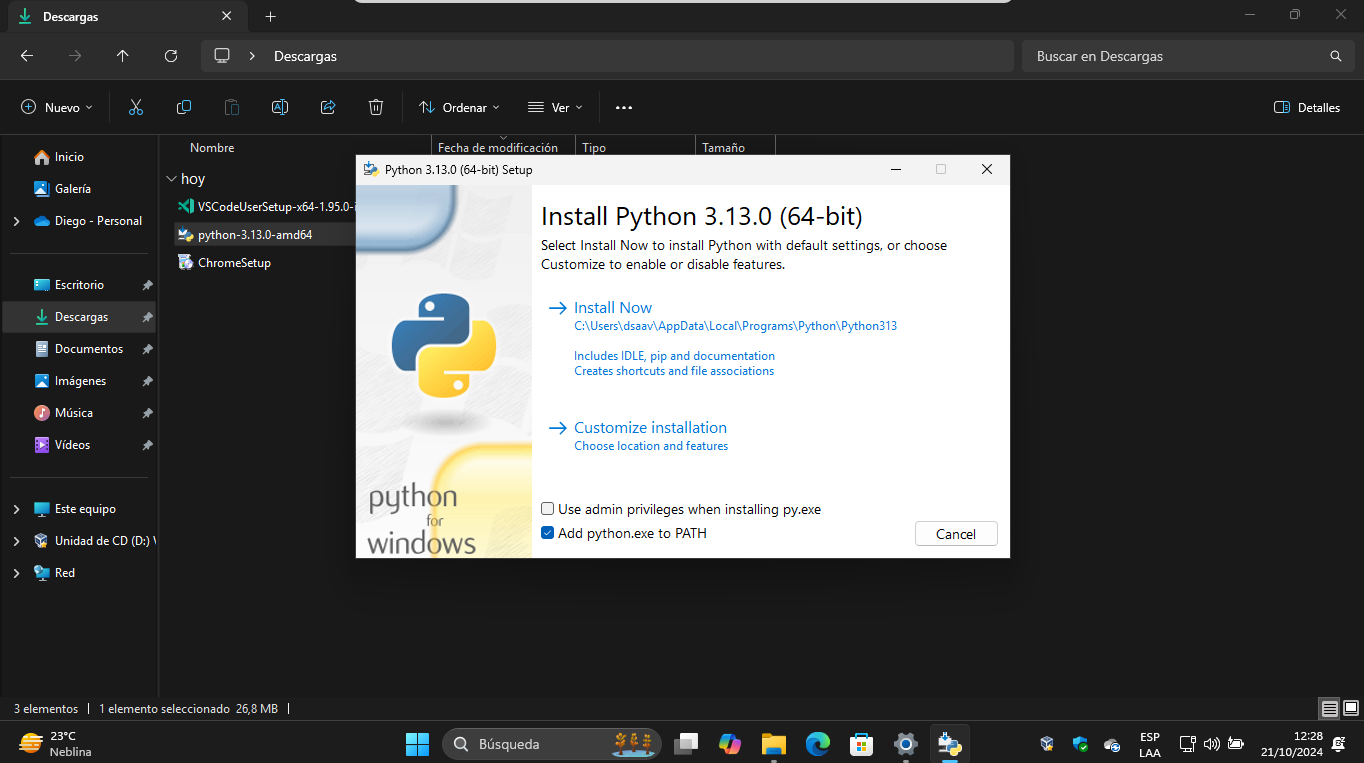 Descargas
Descargas
Buscar en Descargas
Nuevo
Ordenar
Ver
Detalles
Nombre
Fecha de modificación
Tipo
Tamaño
Inicio
Galería
Diego - Personal
Escritorio
Descargas
Documentos
Imágenes
Música
Vídeos
Este equipo
Unidad de CD (D:)
Red
hoy
VSCodeUserSetup-x64-1.95.0-
python-3.13.0-amd64
ChromeSetup
Python 3.13.0 (64-bit) Setup
Install Python 3.13.0 (64-bit)
Select Install Now to install Python with default settings, or choose
Customize to enable or disable features.
Install Now
C:\Users\dsaav\AppData\Local\Programs\Python\Python313
Includes IDLE, pip and documentation
Creates shortcuts and file associations
Customize installation
Choose location and features
Use admin privileges when installing py.exe
Add python.exe to PATH
Cancel
python
for
windows
3 elementos
1 elemento seleccionado 26,8 MB
23°C
Neblina
Búsqueda
ESP
LAA
12:28
21/10/2024